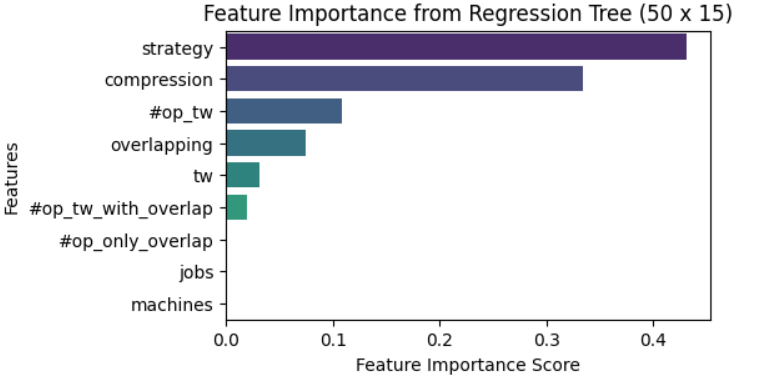 Feature Importance from Regression Tree (50 x 15)
strategy
compression
#op_tw
overlapping
tw
#op_tw_with_overlap
#op_only_overlap
jobs
machines
Features
0.0 0.1 0.2 0.3 0.4
Feature Importance Score